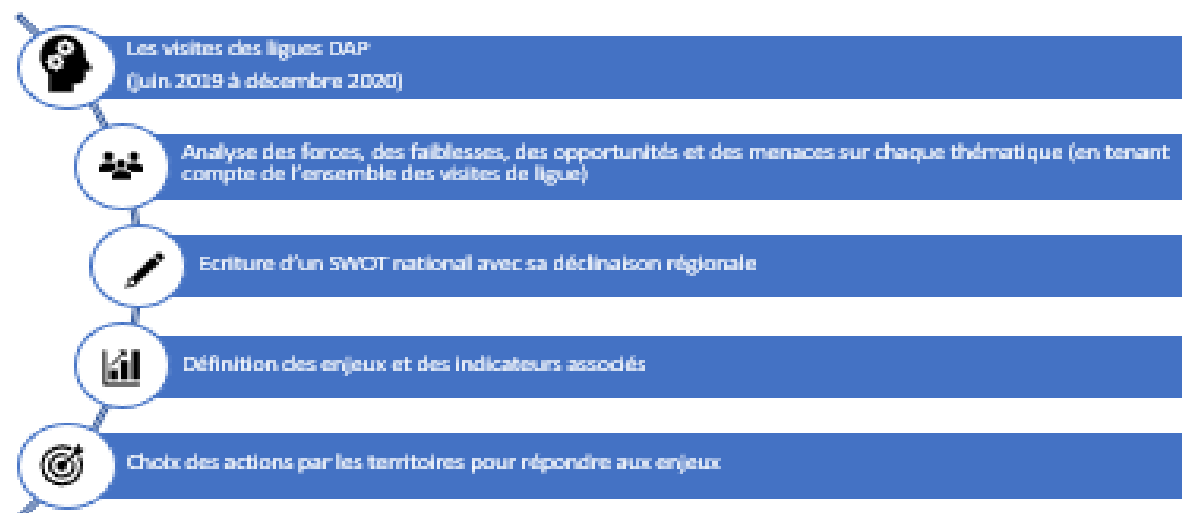 Les visites des ligues DAP
(juin 2019 à décembre 2020)
Analyse des forces, des faiblesses, des opportunités et des menaces sur chaque thématique (en tenant
compte de l'ensemble des visites de ligue)
Ecriture d'un SWOT national avec sa déclinaison régionale
Définition des enjeux et des indicateurs associés
Choix des actions par les territoires pour répondre aux enjeux